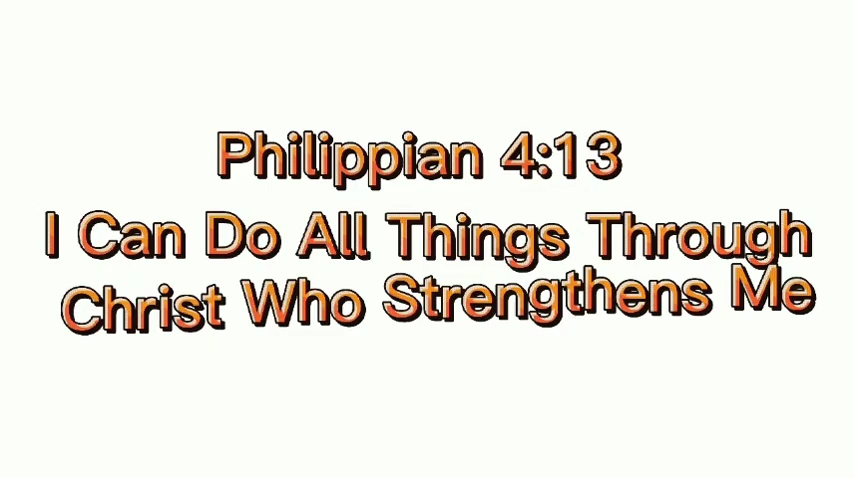 Philippian 4:13
I Can Do All Things Through
Christ Who Strengthens Me